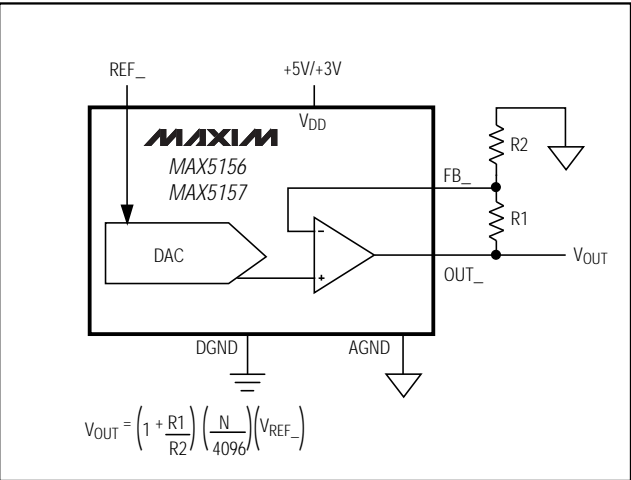 REF_
+5V/+3V
VDD
MAXIM
MAX5156
MAX5157
R2
FB_
R1
DAC
-
+
VOUT
OUT_
DGND
AGND
VOUT = (1 + R1/R2) (N/4096) (VREF_)